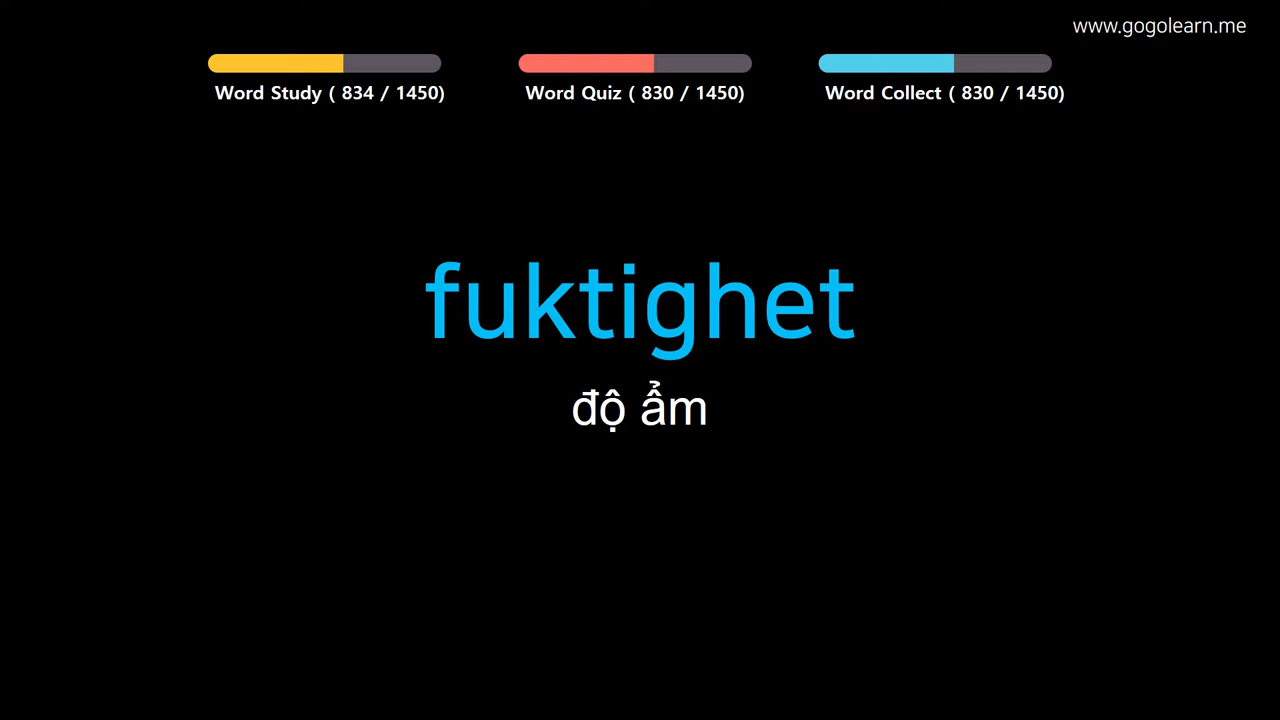 www.gogolearn.me
Word Study ( 834 / 1450)
Word Quiz ( 830 / 1450)
Word Collect ( 830 / 1450)
fuktighet
độ ẩm